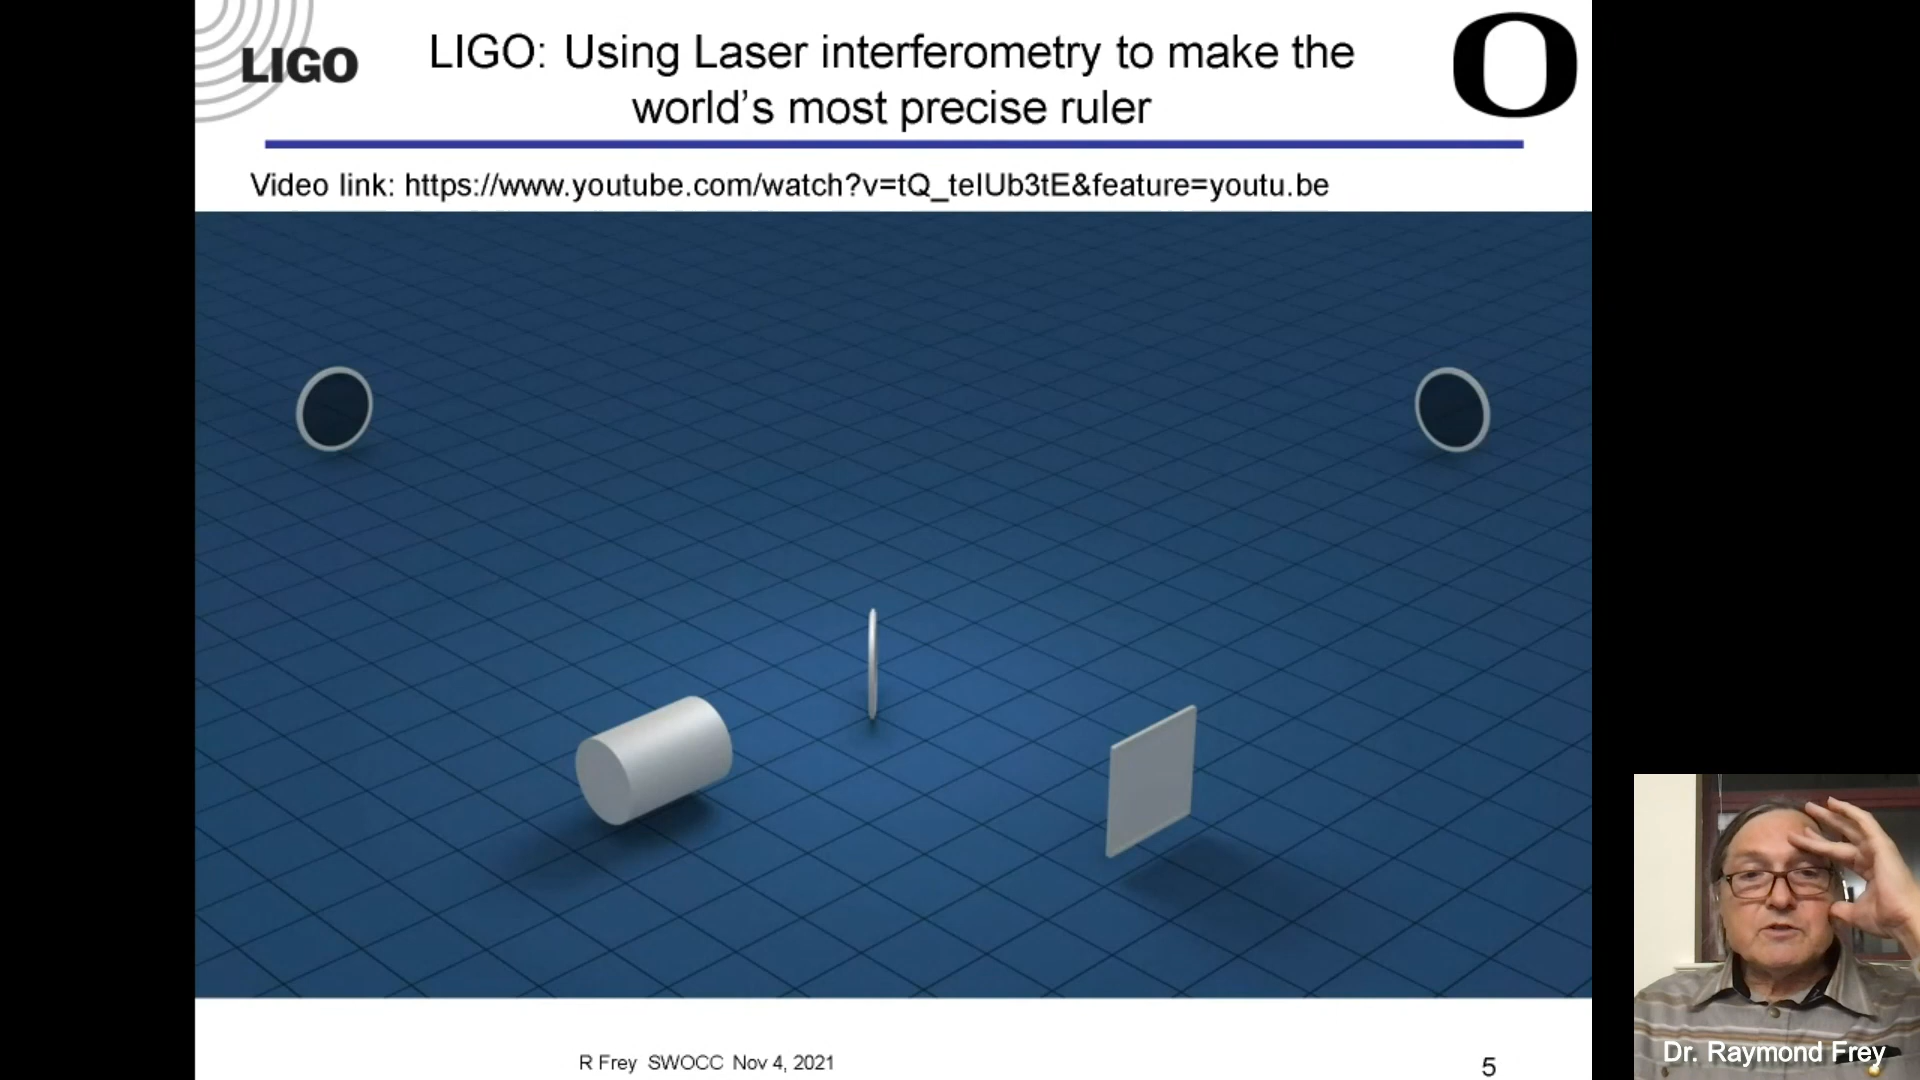 LIGO
LIGO: Using Laser interferometry to make the
world's most precise ruler
O
Video link: https://www.youtube.com/watch?v=tQ_teIUb3tE&feature=youtu.be
R Frey SWOCC Nov 4, 2021
5
Dr. Raymond Frey